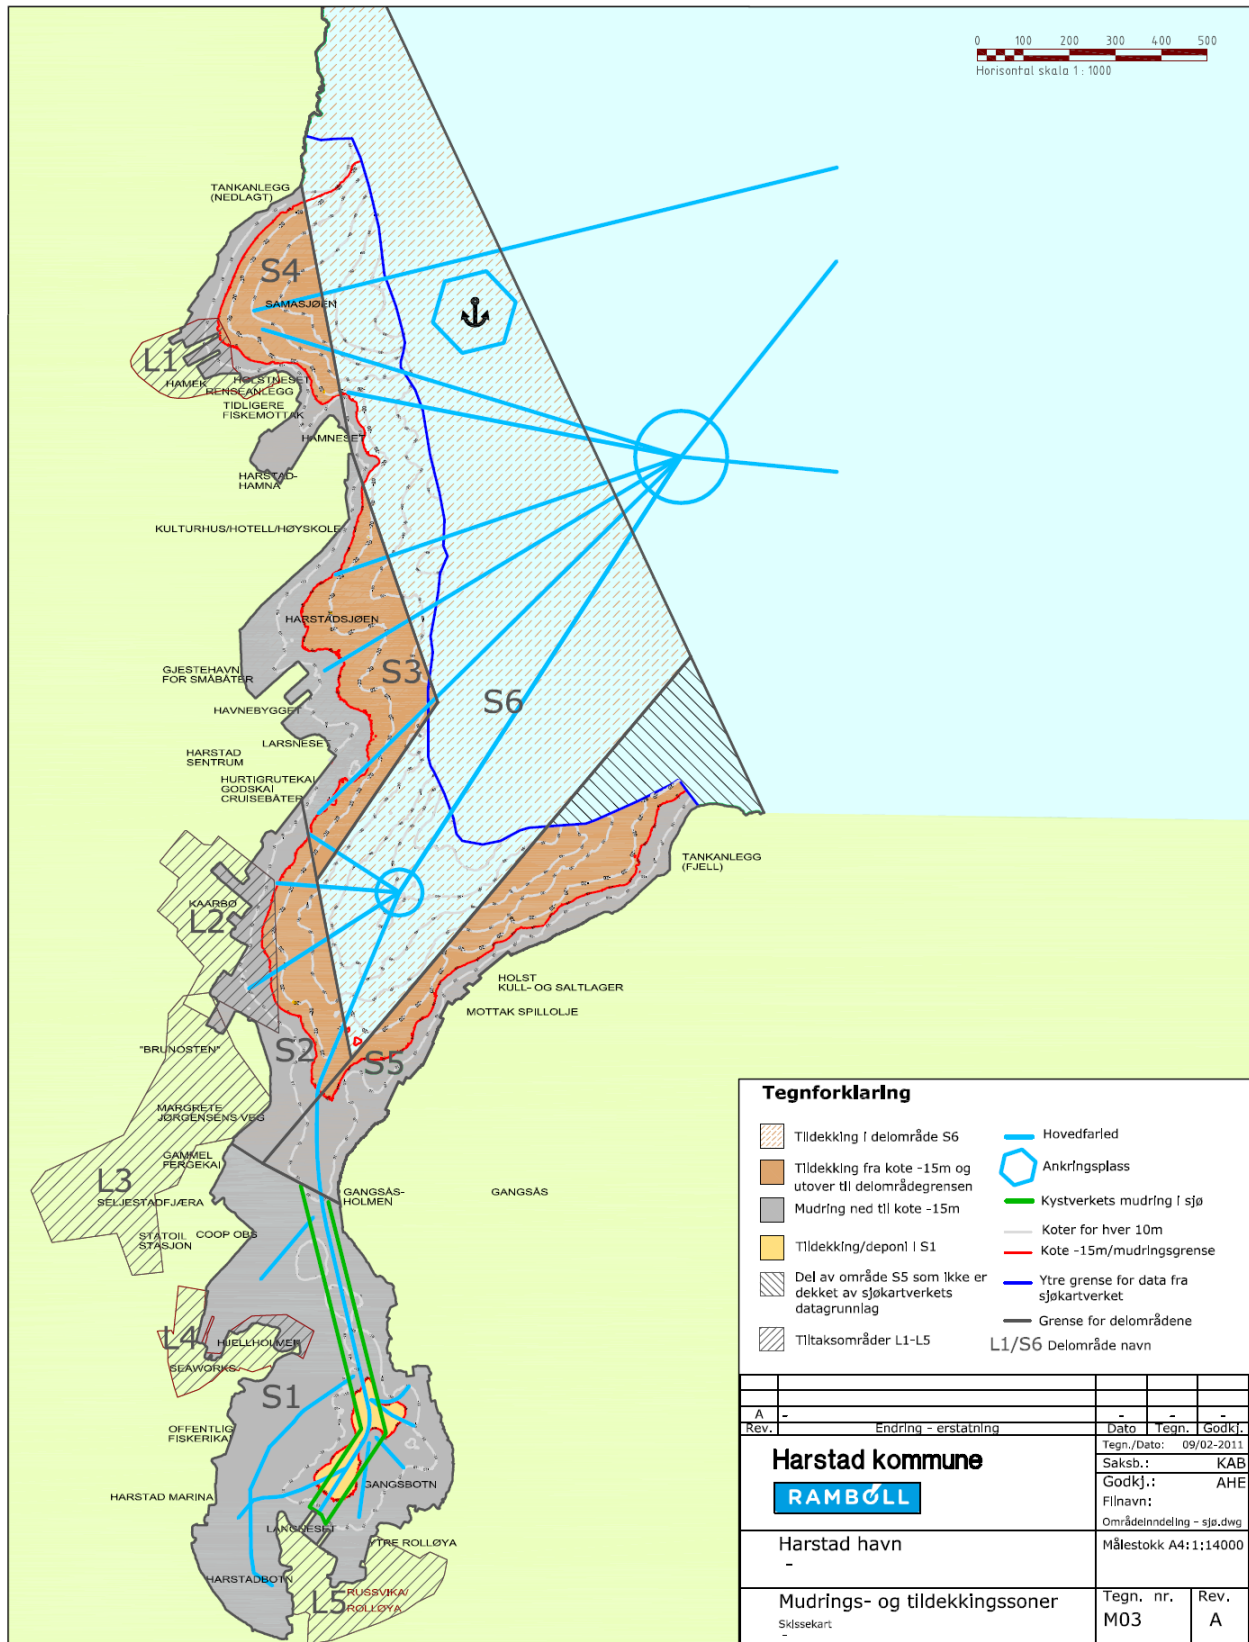 0 100 200 300 400 500
Horisontal skala 1 : 1000
TANKANLEGG
(NEDLAGT)
S4
SAMASJØEN
L1
HAMEK
HOLSTNESET
RENSEANLEGG
TIDLIGERE
FISKEMOTTAK
HAMNESET
HARSTAD-
HAMNA
KULTURHUS/HOTELL/HØYSKOLE
HARSTADSJØEN
S3
GJESTEHAVN
FOR SMÅBÅTER
S6
HAVNEBYGGET
LARSNESET
HARSTAD
SENTRUM
HURTIGRUTEKAI
GODSKAI
CRUISEBÅTER
TANKANLEGG
(FJELL)
KAARBØ
L2
HOLST
KULL- OG SALTLAGER
MOTTAK SPILLOLJE
"BRUNOSTEN"
S2
S5
MARGRETE
JØRGENSENS VEG
GAMMEL
FERGEKAI
L3
SELJESTADFJÆRA
GANGSÅS-
HOLMEN
GANGSÅS
STATOIL
STASJON
COOP OBS
L4
HJELLHOLMEN
SEAWORKS
S1
OFFENTLIG
FISKERIKAI
HARSTAD MARINA
GANGSBOTN
LANGNESET
YTRE ROLLØYA
HARSTADBOTN
L5
RUSSVIKA/
ROLLØYA
Tegnforklaring
Tildekking i delområde S6
Tildekking fra kote -15m og
utover til delområdegrensen
Mudring ned til kote -15m
Tildekking/deponi i S1
Del av område S5 som ikke er
dekket av sjøkartverkets
datagrunnlag
Tiltaksområder L1-L5
Hovedfarled
Ankringsplass
Kystverkets mudring i sjø
Koter for hver 10m
Kote -15m/mudringsgrense
Ytre grense for data fra
sjøkartverket
Grense for delområdene
L1/S6 Delområde navn
A - - - -
Rev. Endring - erstatning Dato Tegn. Godkj.
Harstad kommune
RAMBOLL
Tegn./Dato: 09/02-2011
Saksb.: KAB
Godkj.: AHE
Filnavn:
Områdeinndeling - sjø.dwg
Harstad havn
-
Målestokk A4:1:14000
Mudrings- og tildekkingssoner
Skissekart
-
Tegn. nr.
M03
Rev.
A